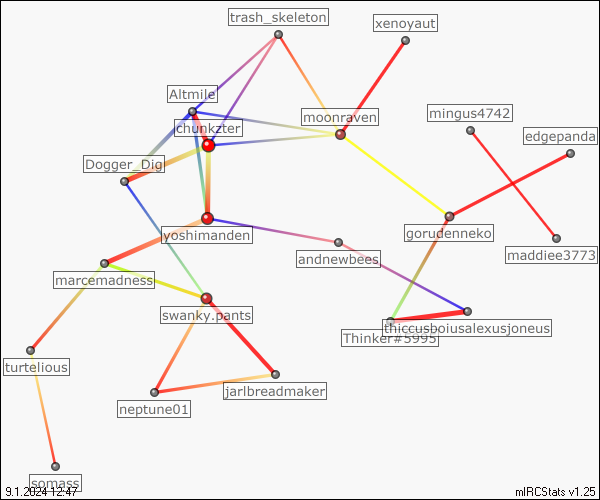 trash_skeleton
xenoyaut
Altmile
moonraven
mingus4742
chunkzter
edgepanda
Dogger_Dig
yoshimanden
gorudenneko
andnewbees
maddiee3773
marcemadness
swanky.pants
thiccusboiusalexusjoneus
Thinker#5995
turtelious
jarlbreadmaker
neptune01
somass
9.1.2024 12:47
mIRCStats v1.25